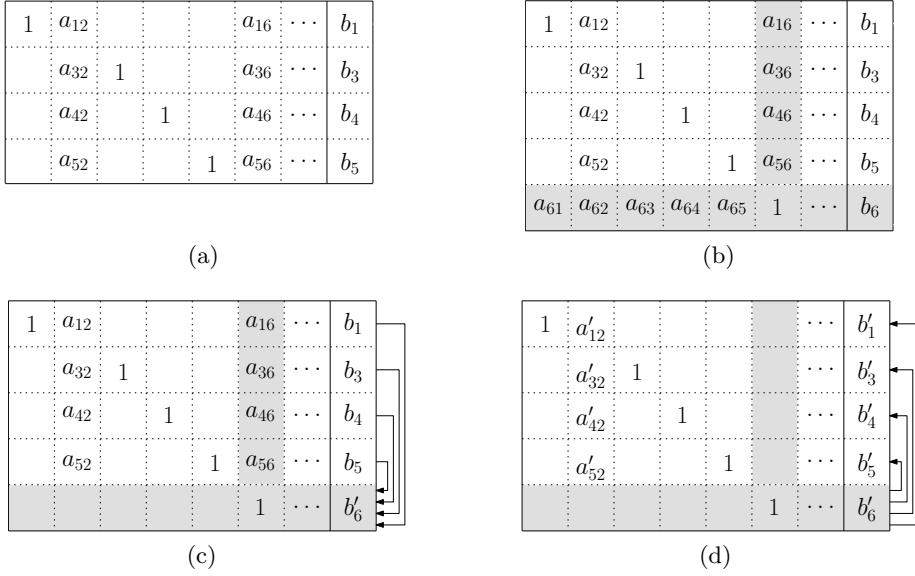 1 a₁₂ a₁₆ ⋯ b₁
a₃₂ 1 a₃₆ ⋯ b₃
a₄₂ 1 a₄₆ ⋯ b₄
a₅₂ 1 a₅₆ ⋯ b₅
(a)
1 a₁₂ a₁₆ ⋯ b₁
a₃₂ 1 a₃₆ ⋯ b₃
a₄₂ 1 a₄₆ ⋯ b₄
a₅₂ 1 a₅₆ ⋯ b₅
a₆₁ a₆₂ a₆₃ a₆₄ a₆₅ 1 ⋯ b₆
(b)
1 a₁₂ a₁₆ ⋯ b₁
a₃₂ 1 a₃₆ ⋯ b₃
a₄₂ 1 a₄₆ ⋯ b₄
a₅₂ 1 a₅₆ ⋯ b₅
1 ⋯ b′₆
(c)
1 a′₁₂ ⋯ b′₁
a′₃₂ 1 ⋯ b′₃
a′₄₂ 1 ⋯ b′₄
a′₅₂ 1 ⋯ b′₅
1 ⋯ b′₆
(d)